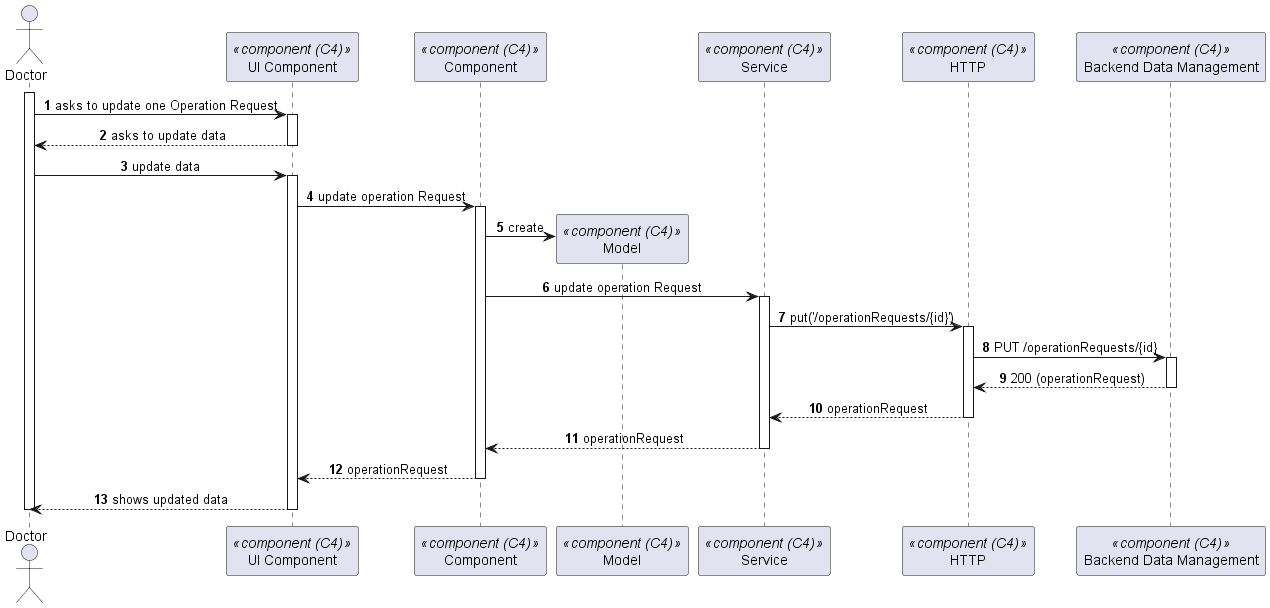 Doctor
«component (C4)»
UI Component
«component (C4)»
Component
«component (C4)»
Service
«component (C4)»
HTTP
«component (C4)»
Backend Data Management
1 asks to update one Operation Request
2 asks to update data
3 update data
4 update operation Request
5 create
«component (C4)»
Model
6 update operation Request
7 put('/operationRequests/{id}')
8 PUT /operationRequests/{id}
9 200 (operationRequest)
10 operationRequest
11 operationRequest
12 operationRequest
13 shows updated data
Doctor
«component (C4)»
UI Component
«component (C4)»
Component
«component (C4)»
Model
«component (C4)»
Service
«component (C4)»
HTTP
«component (C4)»
Backend Data Management